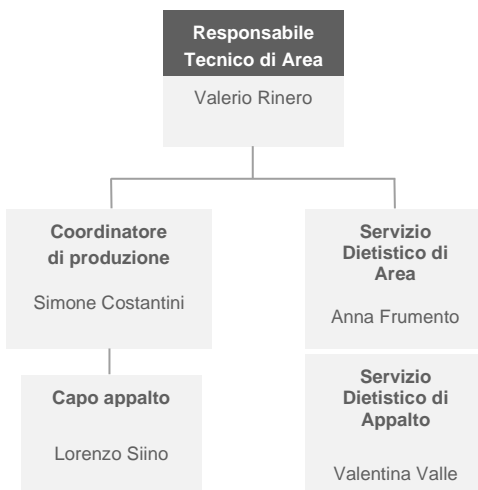 Responsabile
Tecnico di Area
Valerio Rinero
Coordinatore
di produzione
Simone Costantini
Servizio
Dietistico di
Area
Anna Frumento
Capo appalto
Lorenzo Siino
Servizio
Dietistico di
Appalto
Valentina Valle